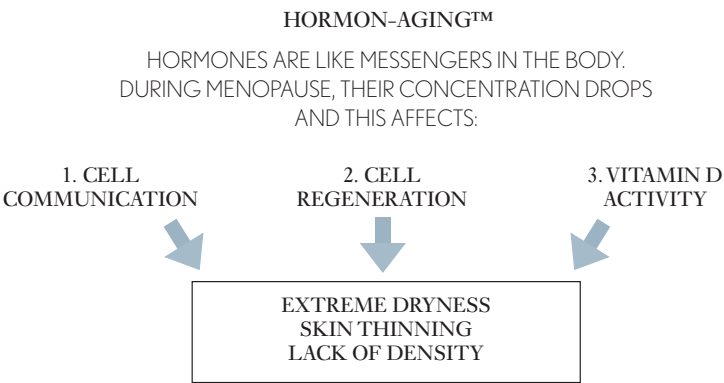 HORMON-AGING™
HORMONES ARE LIKE MESSENGERS IN THE BODY.
DURING MENOPAUSE, THEIR CONCENTRATION DROPS
AND THIS AFFECTS:
1. CELL
COMMUNICATION
2. CELL
REGENERATION
3. VITAMIN D
ACTIVITY
EXTREME DRYNESS
SKIN THINNING
LACK OF DENSITY